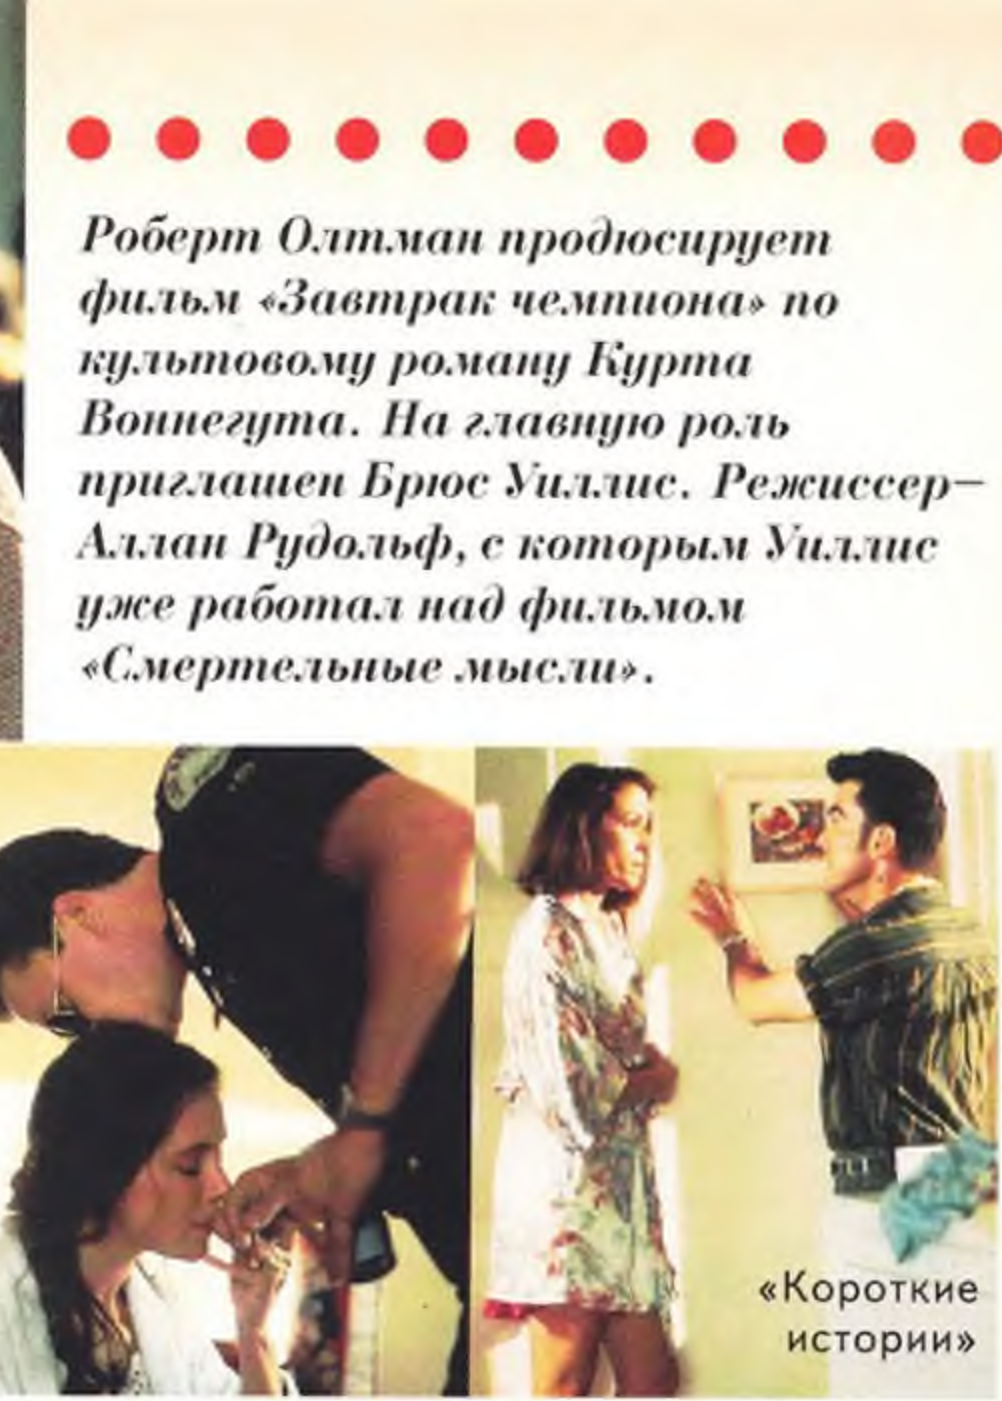 Роберт Олтман продюсирует
фильм «Завтрак чемпиона» по
культовому роману Курта
Воннегута. На главную роль
приглашен Брюс Уиллис. Режиссер–
Аллан Рудольф, с которым Уиллис
уже работал над фильмом
«Смертельные мысли».
«Короткие
истории»